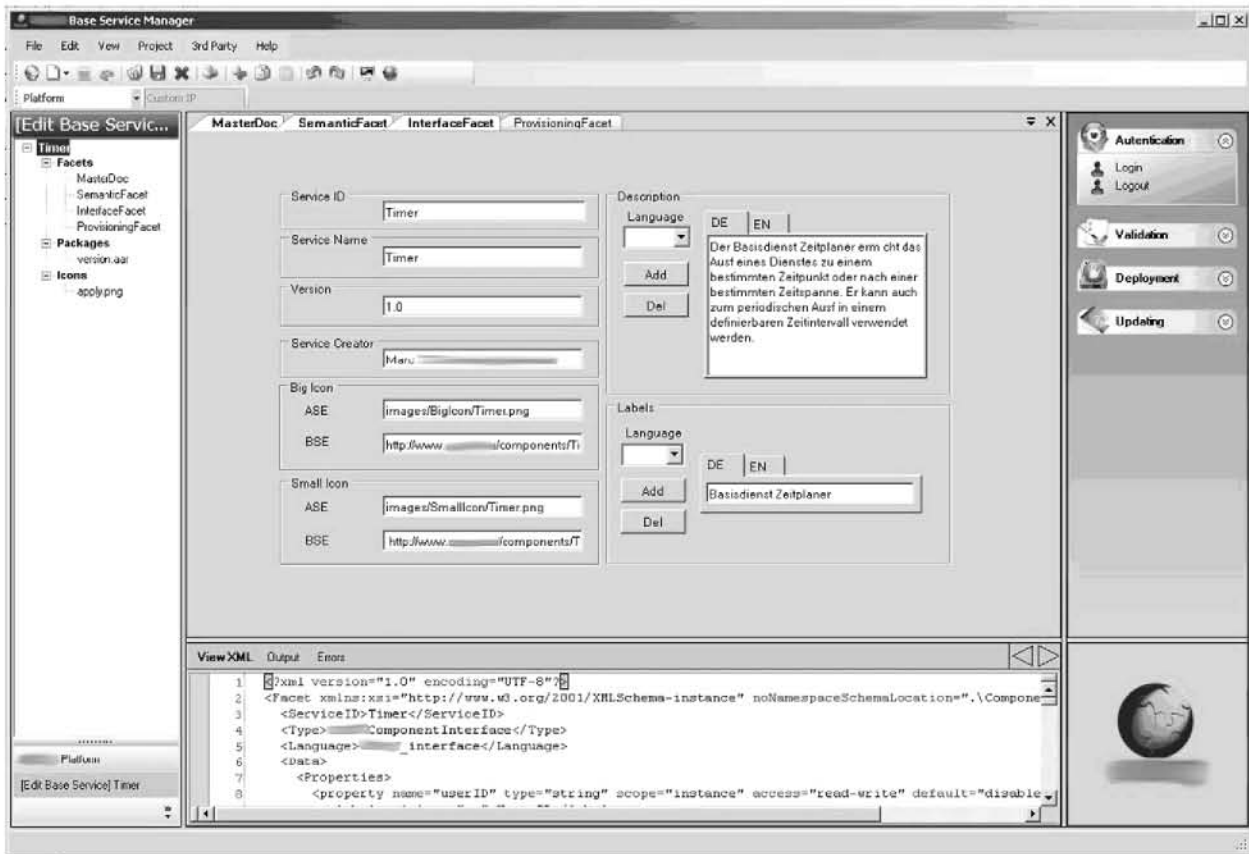 Base Service Manager
File Edit View Project 3rd Party Help
Platform Custom IP
[Edit Base Servic...
Timer
Facets
MasterDoc
SemanticFacet
InterfaceFacet
ProvisioningFacet
Packages
version.aar
Icons
apply.png
Platform
[Edit Base Service] Timer
MasterDoc SemanticFacet InterfaceFacet ProvisioningFacet
Service ID
Timer
Service Name
Timer
Version
1.0
Service Creator
Big Icon
ASE images/BigIcon/Timer.png
BSE http://www. /components/Ti
Small Icon
ASE images/SmallIcon/Timer.png
BSE http://www. /components/T
Description
Language
DE EN
Add
Del
Der Basisdienst Zeitplaner erm cht das
Ausf eines Dienstes zu einem
bestimmten Zeitpunkt oder nach einer
bestimmten Zeitspanne. Er kann auch
zum periodischen Ausf in einem
definierbaren Zeitintervall verwendet
werden.
Labels
Language
DE EN
Add
Del
Basisdienst Zeitplaner
View XML Output Errors
1 <?xml version="1.0" encoding="UTF-8"?>
2 <Facet xmlns:xsi="http://www.w3.org/2001/XMLSchema-instance" noNamespaceSchemaLocation=".\Compone
3 <ServiceID>Timer</ServiceID>
4 <Type> ComponentInterface</Type>
5 <Language> _interface</Language>
6 <Data>
7 <Properties>
8 <property name="userID" type="string" scope="instance" access="read-write" default="disable
Autentication
Login
Logout
Validation
Deployment
Updating